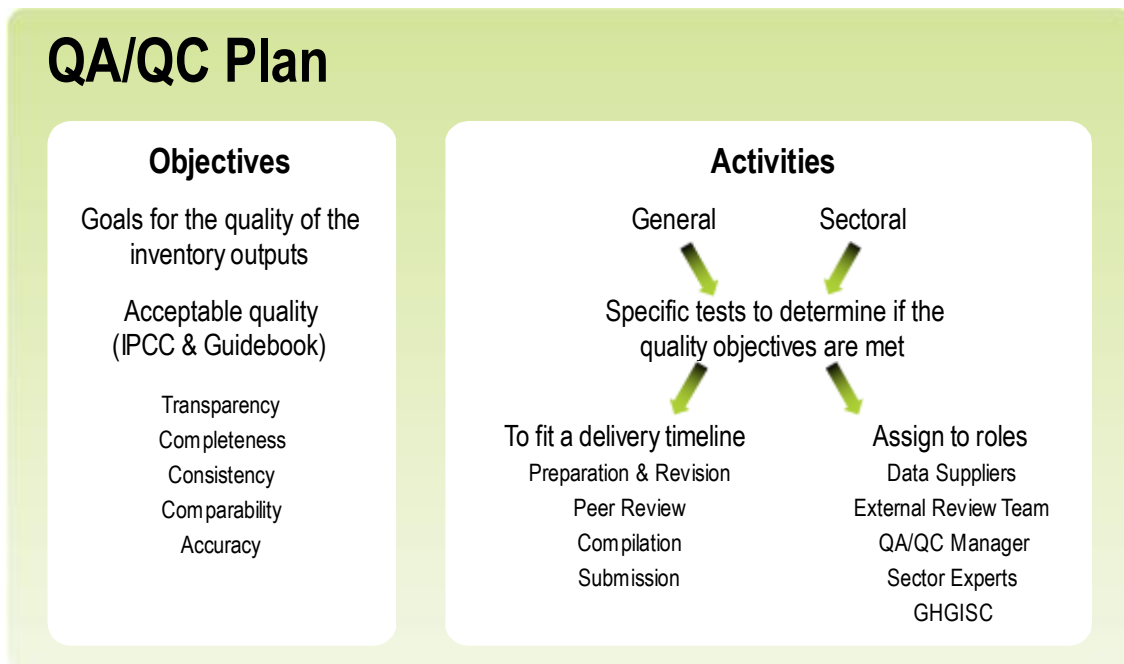 QA/QC Plan
Objectives
Goals for the quality of the
inventory outputs
Acceptable quality
(IPCC & Guidebook)
Transparency
Completeness
Consistency
Comparability
Accuracy
Activities
General
Sectoral
Specific tests to determine if the
quality objectives are met
To fit a delivery timeline
Preparation & Revision
Peer Review
Compilation
Submission
Assign to roles
Data Suppliers
External Review Team
QA/QC Manager
Sector Experts
GHGISC